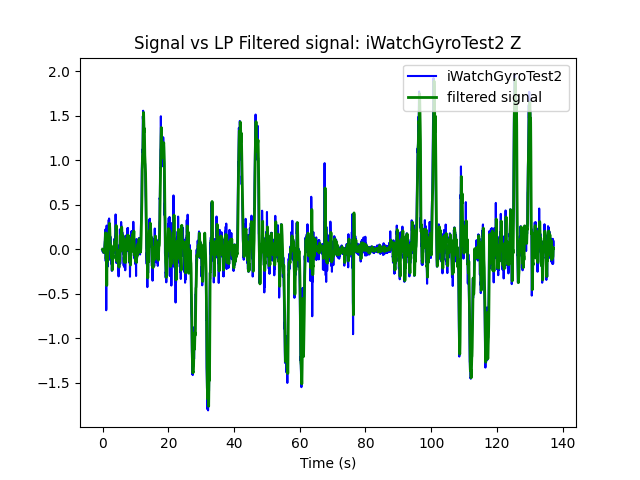 Signal vs LP Filtered signal: iWatchGyroTest2 Z
iWatchGyroTest2
filtered signal
2.0
1.5
1.0
0.5
0.0
−0.5
−1.0
−1.5
0 20 40 60 80 100 120 140
Time (s)